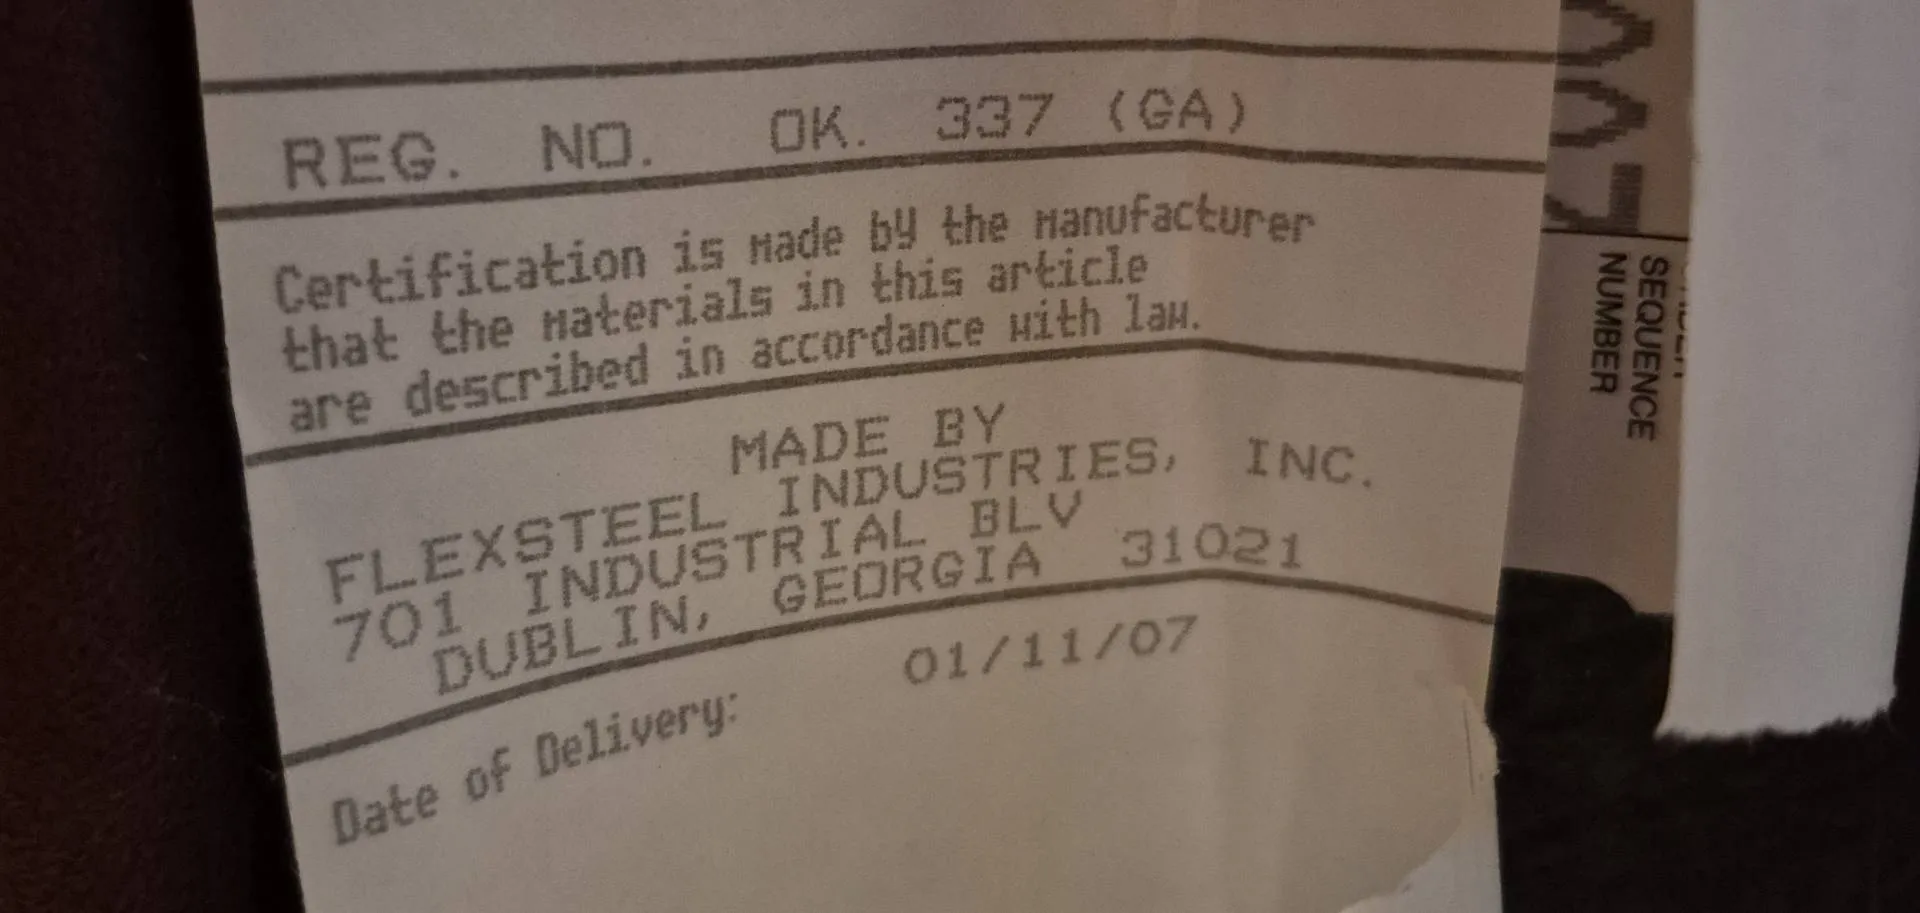 REG. NO. OK. 337 (GA)
Certification is made by the manufacturer
that the materials in this article
are described in accordance with law.
MADE BY
FLEXSTEEL INDUSTRIES, INC.
701 INDUSTRIAL BLV
DUBLIN, GEORGIA 31021
Date of Delivery: 01/11/07
SEQUENCE
NUMBER